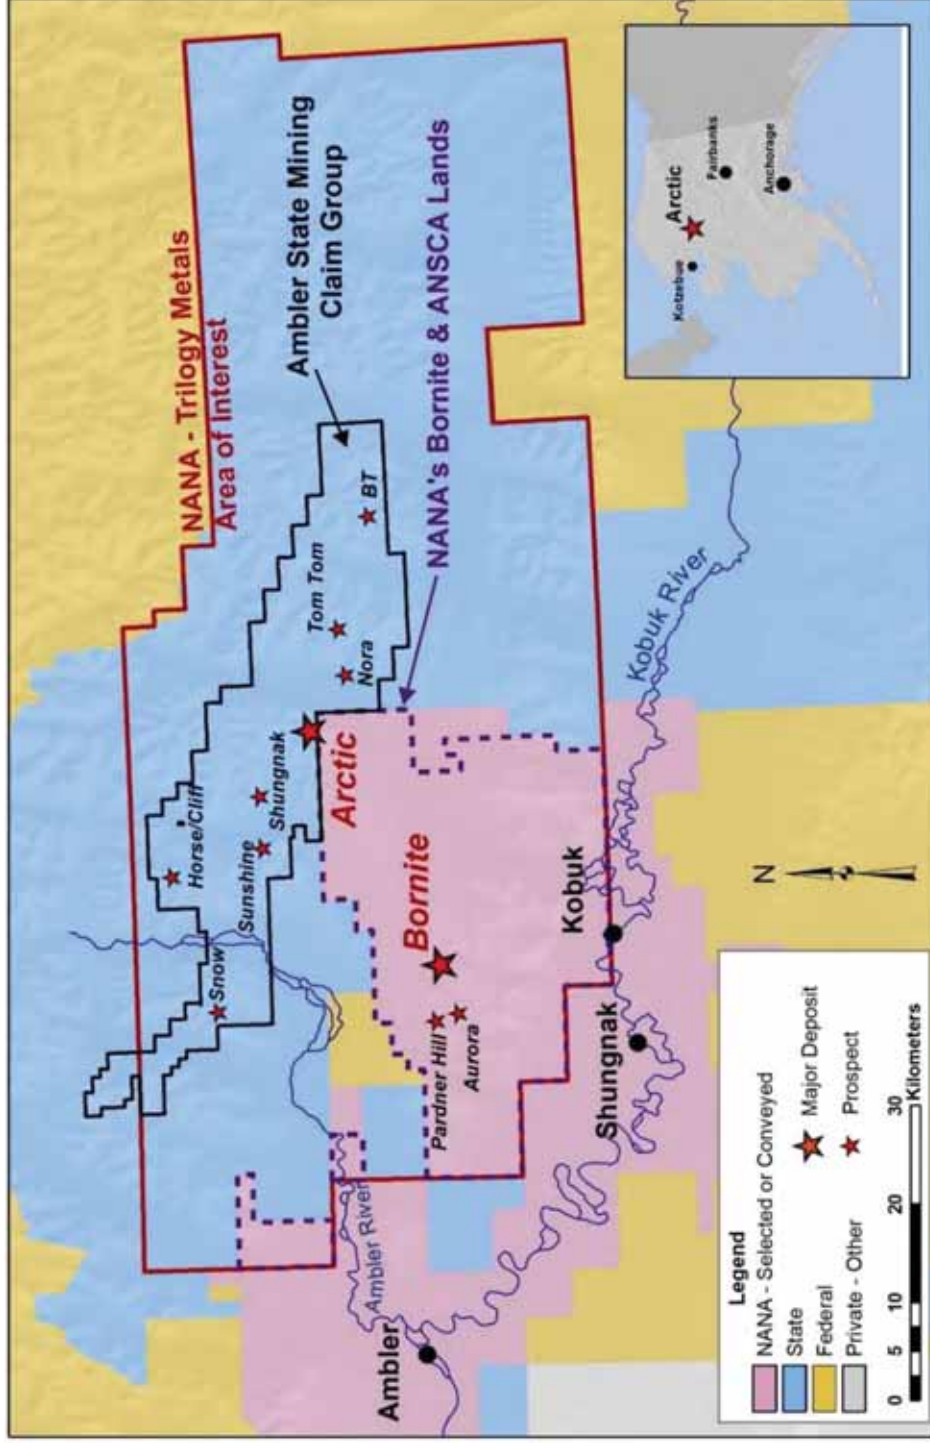 NANA - Trilogy Metals
Area of Interest
Ambler State Mining
Claim Group
NANA's Bornite & ANSCA Lands
Horse/Cliff
Snow
Sunshine
Shungnak
Tom Tom
Nora
BT
Arctic
Bornite
Pardner Hill
Aurora
Ambler River
Ambler
Shungnak
Kobuk
Kobuk River
N
Legend
NANA - Selected or Conveyed
State
Federal
Private - Other
Major Deposit
Prospect
0 5 10 20 30
Kilometers
Kotzebue
Arctic
Fairbanks
Anchorage